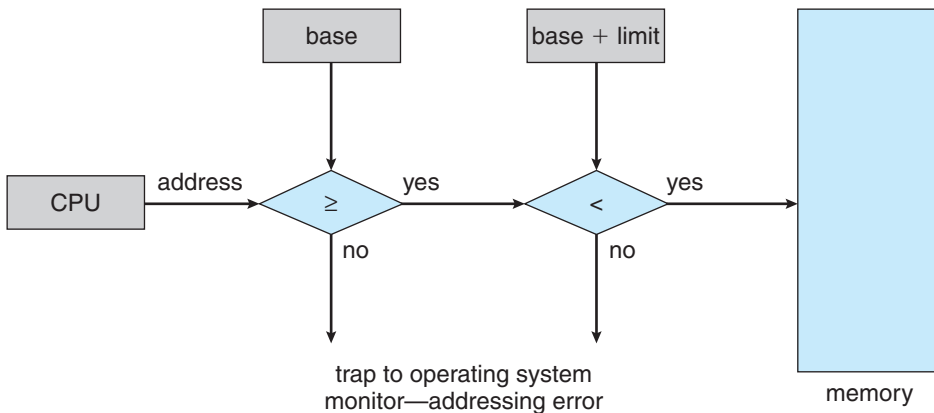 base
base + limit
CPU
address
≥
yes
<
yes
no
no
trap to operating system
monitor—addressing error
memory